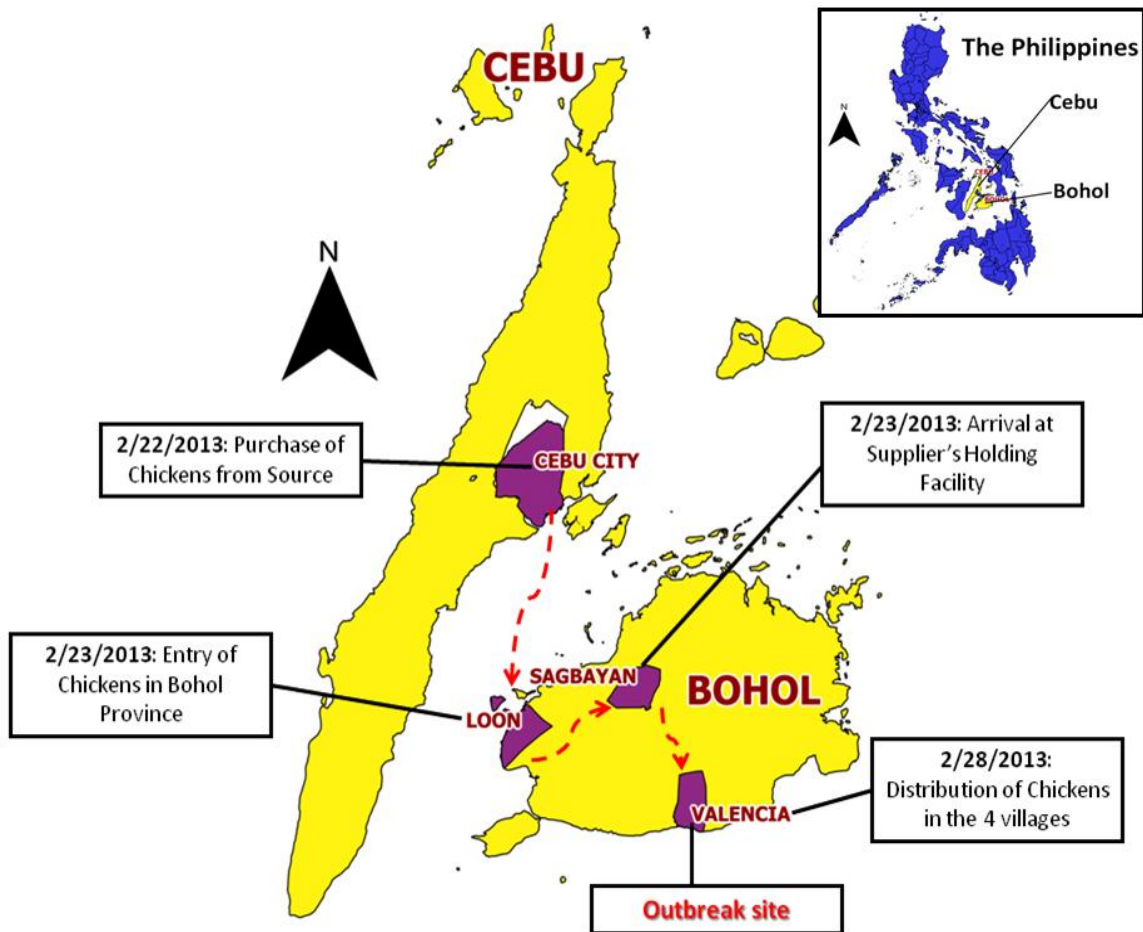 CEBU
The Philippines
N
Cebu
CEBU
BOHOL
Bohol
N
2/22/2013: Purchase of
Chickens from Source
CEBU CITY
2/23/2013: Arrival at
Supplier's Holding
Facility
2/23/2013: Entry of
Chickens in Bohol
Province
SAGBAYAN
BOHOL
LOON
2/28/2013:
Distribution of Chickens
in the 4 villages
VALENCIA
Outbreak site